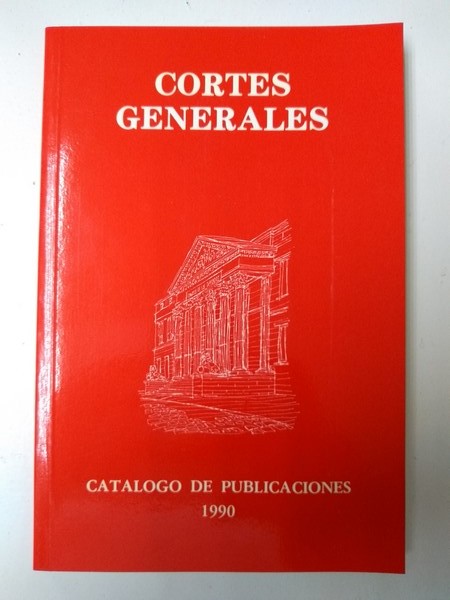 CORTES
GENERALES
CATALOGO DE PUBLICACIONES
1990